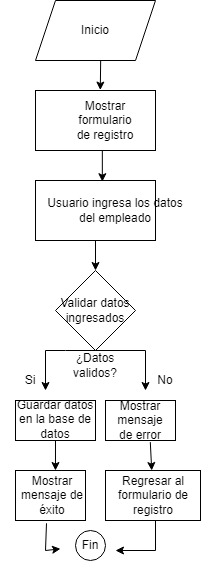 Inicio
Mostrar
formulario
de registro
Usuario ingresa los datos
del empleado
Validar datos
ingresados
¿Datos
validos?
Si
No
Guardar datos
en la base de
datos
Mostrar
mensaje
de error
Mostrar
mensaje de
éxito
Regresar al
formulario de
registro
Fin